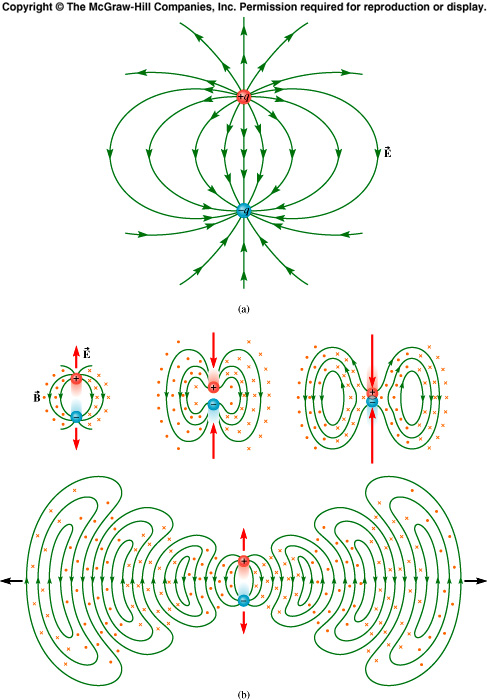 Copyright © The McGraw-Hill Companies, Inc. Permission required for reproduction or display.
+q
E⃗
−q
(a)
E⃗
B⃗
+
−
+
−
+
−
+
−
(b)